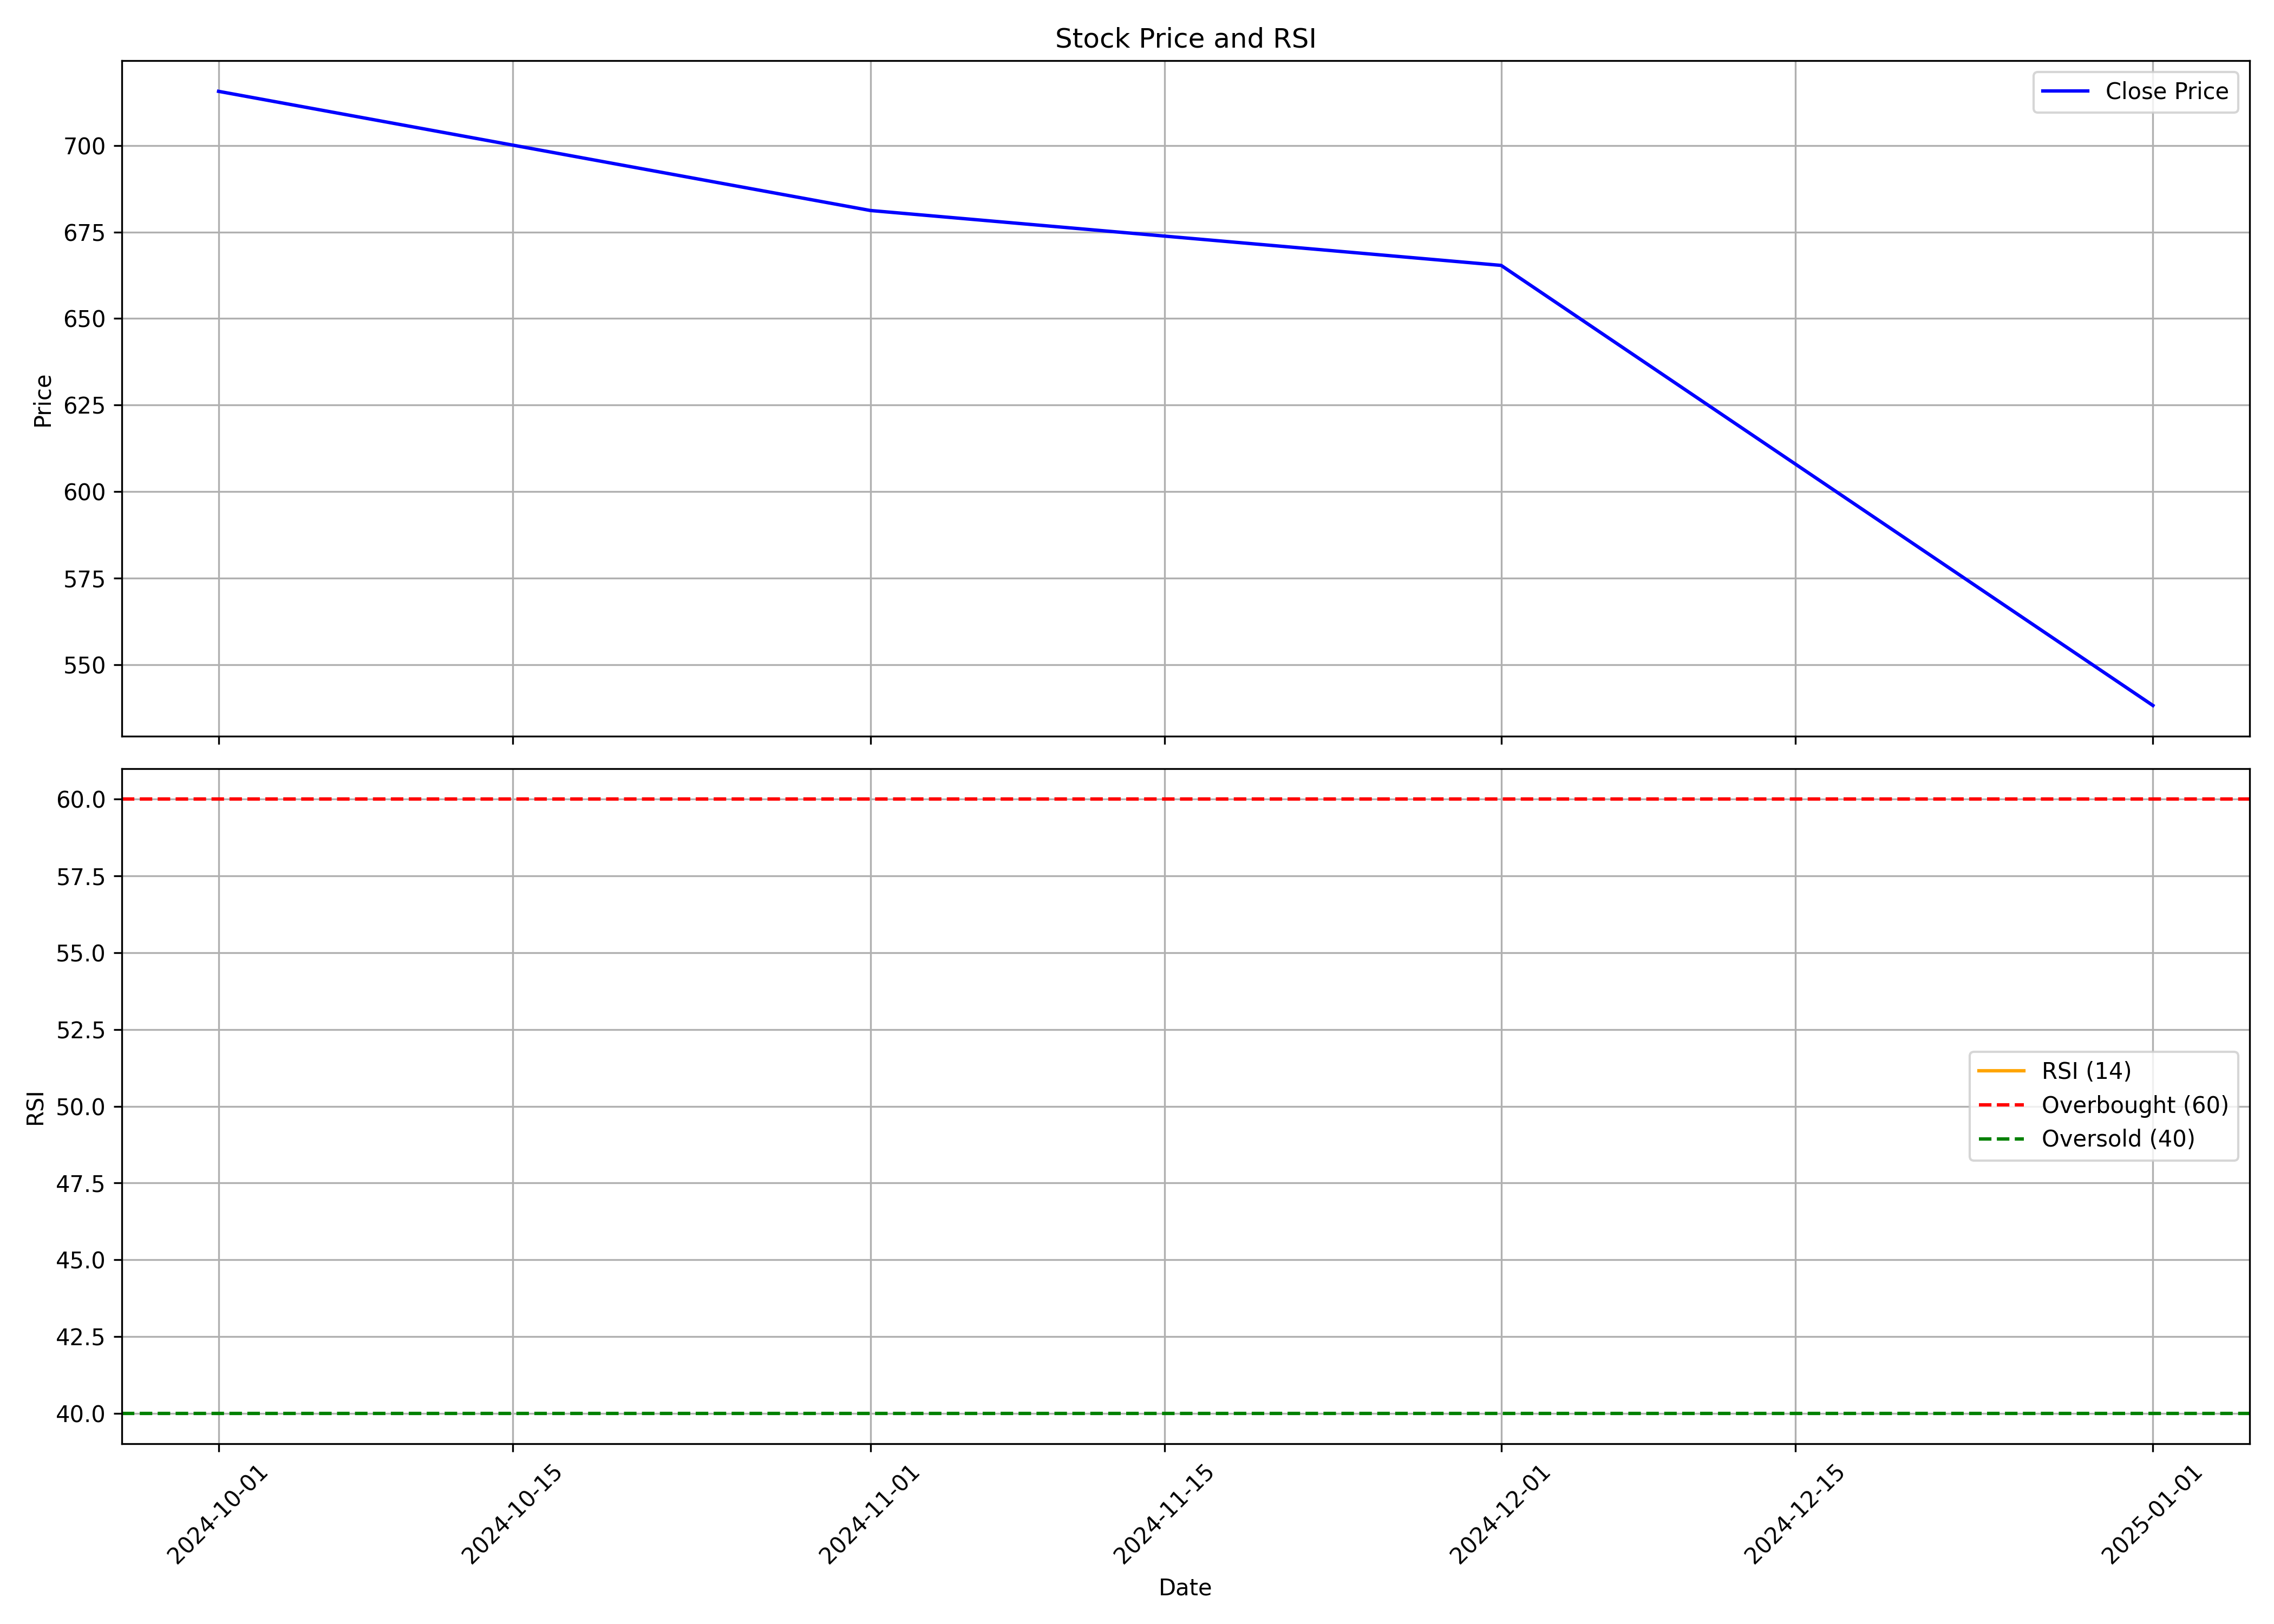 Stock Price and RSI
Close Price
Price
700
675
650
625
600
575
550
RSI
60.0
57.5
55.0
52.5
50.0
47.5
45.0
42.5
40.0
RSI (14)
Overbought (60)
Oversold (40)
2024-10-01
2024-10-15
2024-11-01
2024-11-15
2024-12-01
2024-12-15
2025-01-01
Date